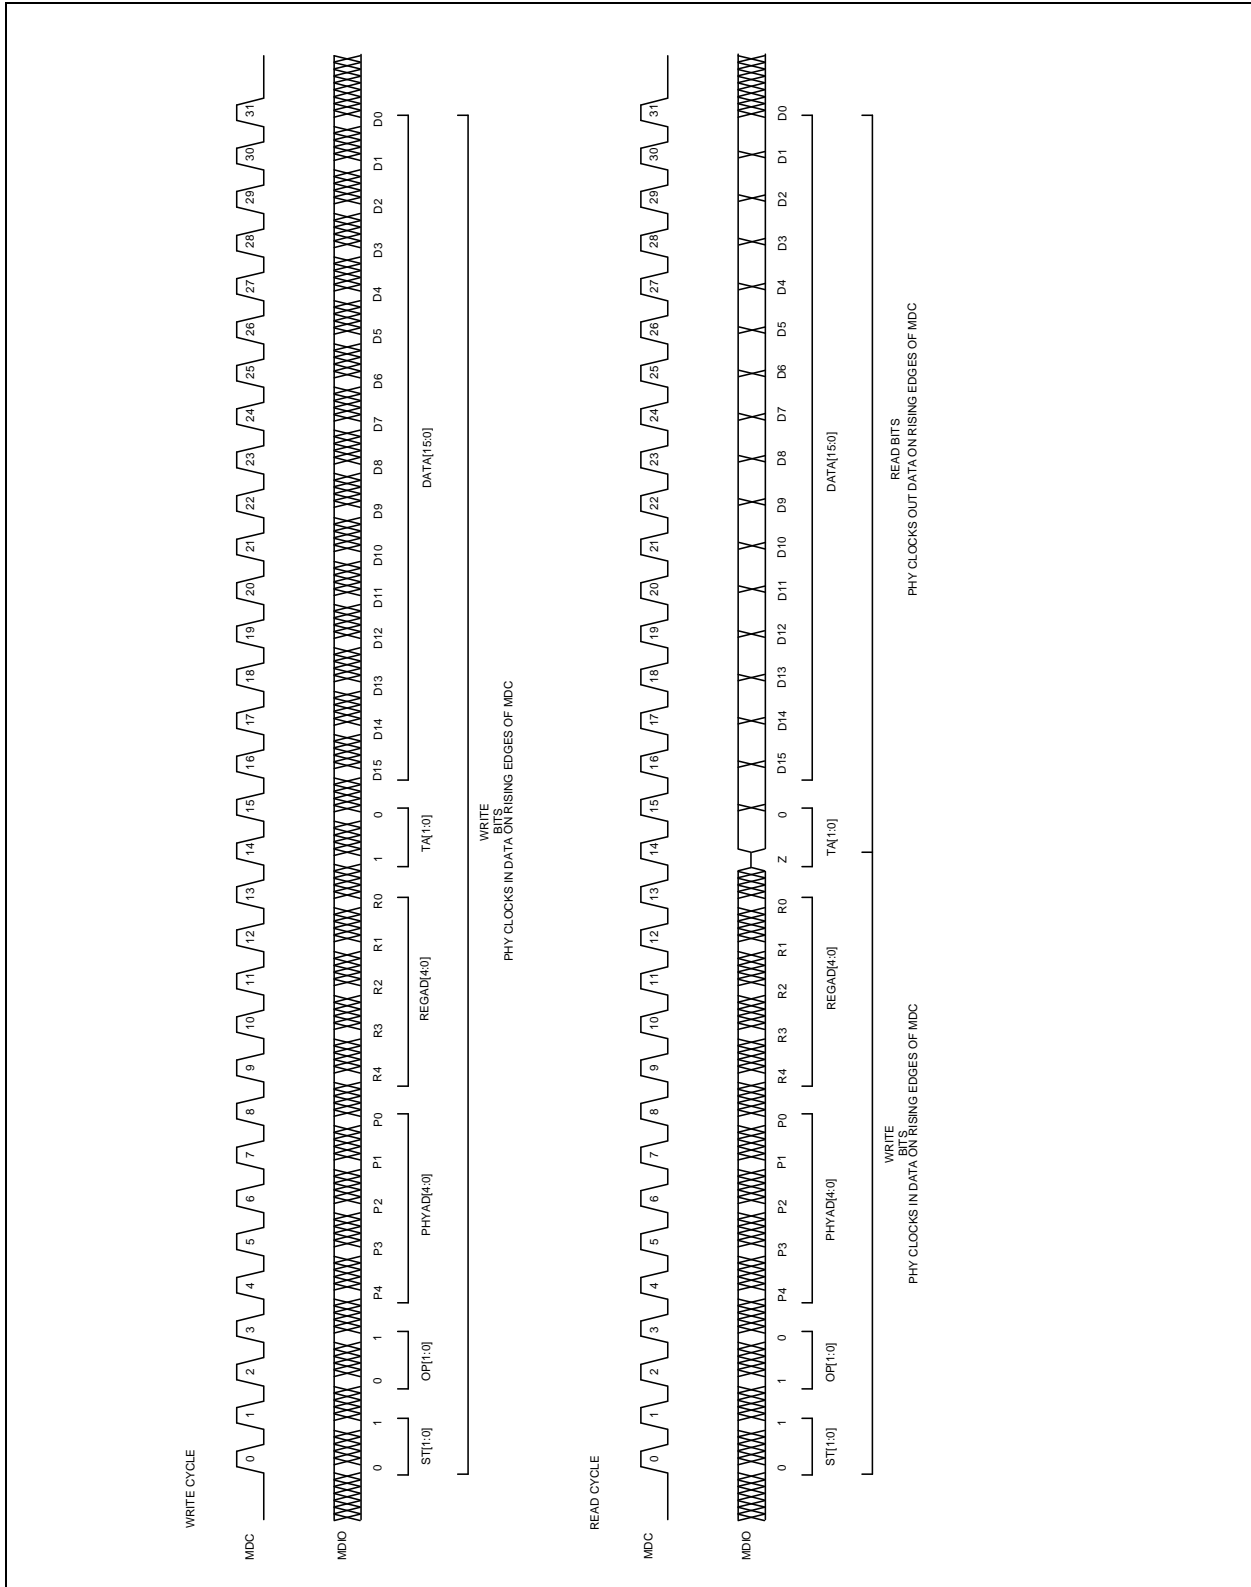 WRITE CYCLE
MDC
0 1 2 3 4 5 6 7 8 9 10 11 12 13 14 15 16 17 18 19 20 21 22 23 24 25 26 27 28 29 30 31
MDIO
0 1 0 1 P4 P3 P2 P1 P0 R4 R3 R2 R1 R0 1 0 D15 D14 D13 D12 D11 D10 D9 D8 D7 D6 D5 D4 D3 D2 D1 D0
ST[1:0] OP[1:0] PHYAD[4:0] REGAD[4:0] TA[1:0] DATA[15:0]
WRITE
BITS
PHY CLOCKS IN DATA ON RISING EDGES OF MDC
READ CYCLE
MDC
0 1 2 3 4 5 6 7 8 9 10 11 12 13 14 15 16 17 18 19 20 21 22 23 24 25 26 27 28 29 30 31
MDIO
0 1 1 0 P4 P3 P2 P1 P0 R4 R3 R2 R1 R0 Z 0 D15 D14 D13 D12 D11 D10 D9 D8 D7 D6 D5 D4 D3 D2 D1 D0
ST[1:0] OP[1:0] PHYAD[4:0] REGAD[4:0] TA[1:0] DATA[15:0]
WRITE
BITS
PHY CLOCKS IN DATA ON RISING EDGES OF MDC
READ BITS
PHY CLOCKS OUT DATA ON RISING EDGES OF MDC